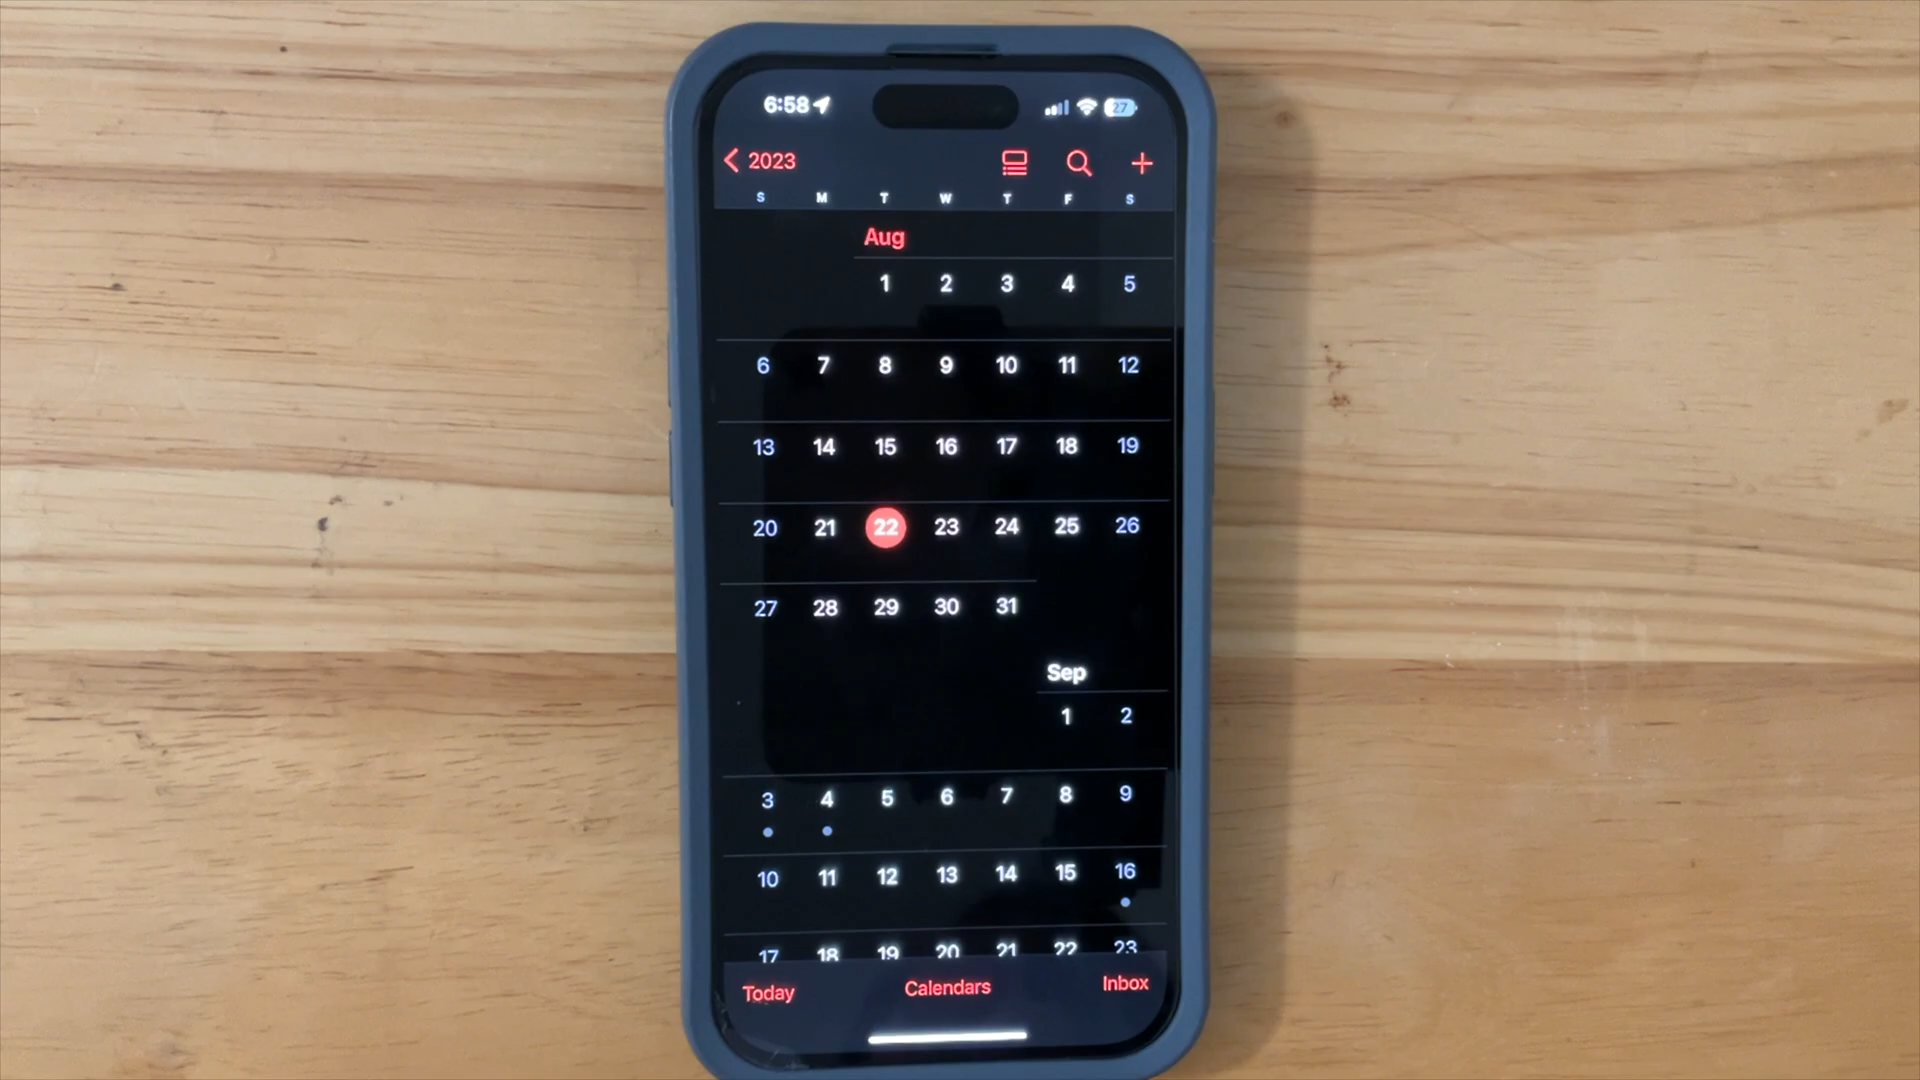 6:58 27
2023
S M T W T F S
Aug
1 2 3 4 5
6 7 8 9 10 11 12
13 14 15 16 17 18 19
20 21 22 23 24 25 26
27 28 29 30 31
Sep
1 2
3 4 5 6 7 8 9
10 11 12 13 14 15 16
17 18 19 20 21 22 23
Today Calendars Inbox